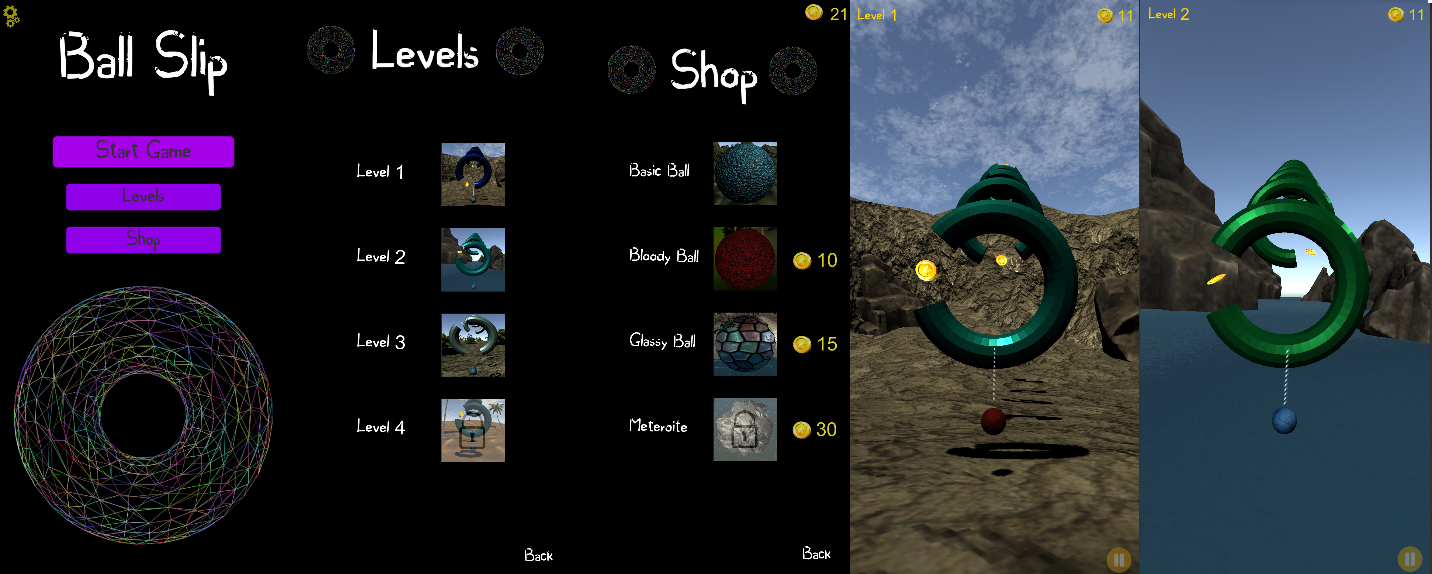 Ball Slip
Start Game
Levels
Shop
Levels
Level 1
Level 2
Level 3
Level 4
Back
21
Shop
Basic Ball
Bloody Ball
10
Glassy Ball
15
Meteroite
30
Back
Level 1
11
Level 2
11